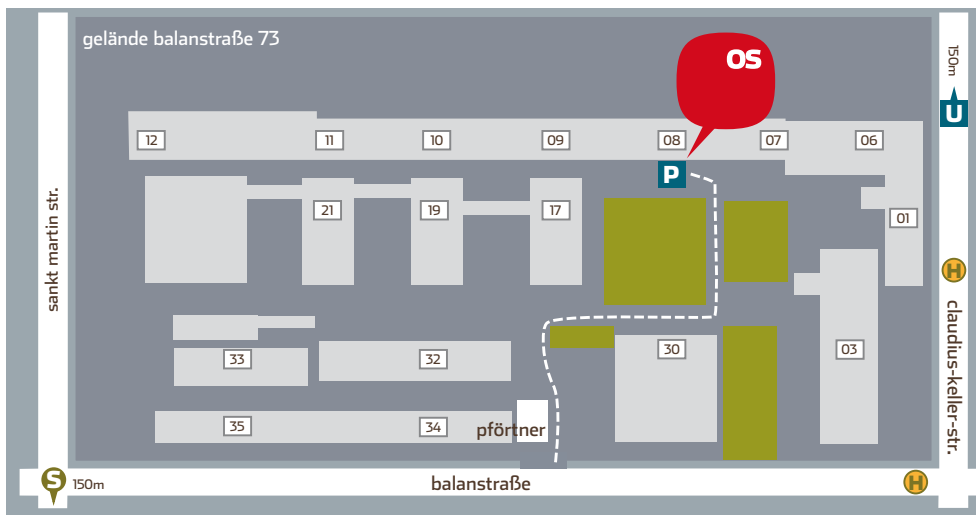 gelände balanstraße 73
os
150m
U
12
11
10
09
08
07
06
P
21
19
17
01
sankt martin str.
H
claudius-keller-str.
33
32
30
03
35
34
pförtner
S
150m
balanstraße
H